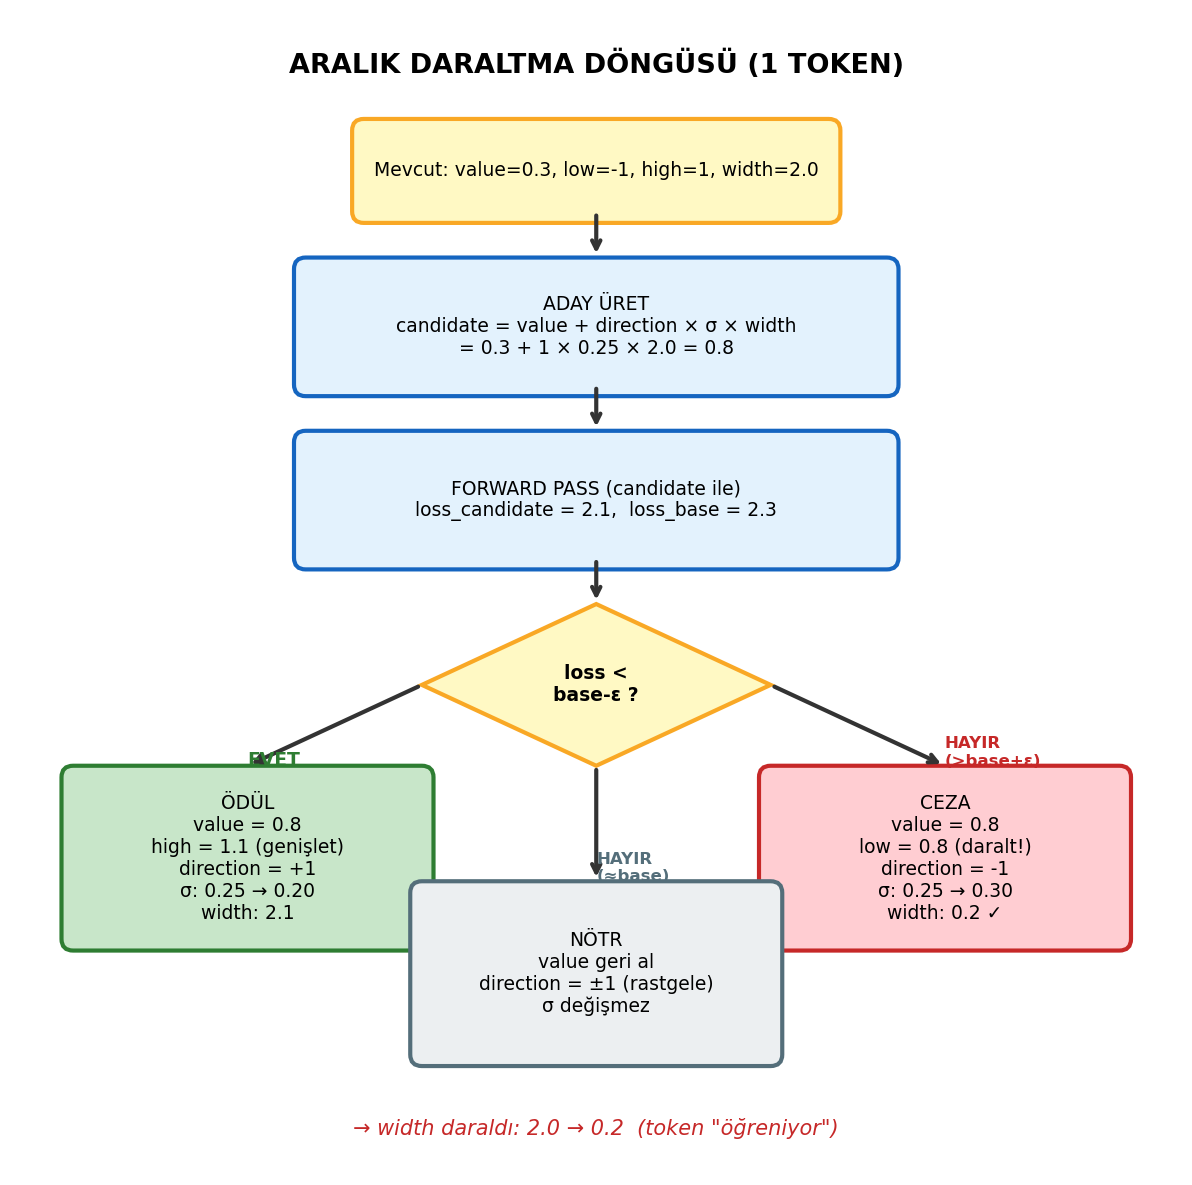 ARALIK DARALTMA DÖNGÜSÜ (1 TOKEN)
Mevcut: value=0.3, low=-1, high=1, width=2.0
ADAY ÜRET
candidate = value + direction × σ × width
= 0.3 + 1 × 0.25 × 2.0 = 0.8
FORWARD PASS (candidate ile)
loss_candidate = 2.1,  loss_base = 2.3
loss <
base-ε ?
EVET
ÖDÜL
value = 0.8
high = 1.1 (genişlet)
direction = +1
σ: 0.25 → 0.20
width: 2.1
HAYIR
(≈base)
NÖTR
value geri al
direction = ±1 (rastgele)
σ değişmez
HAYIR
(>base+ε)
CEZA
value = 0.8
low = 0.8 (daralt!)
direction = -1
σ: 0.25 → 0.30
width: 0.2 ✓
→ width daraldı: 2.0 → 0.2  (token "öğreniyor")